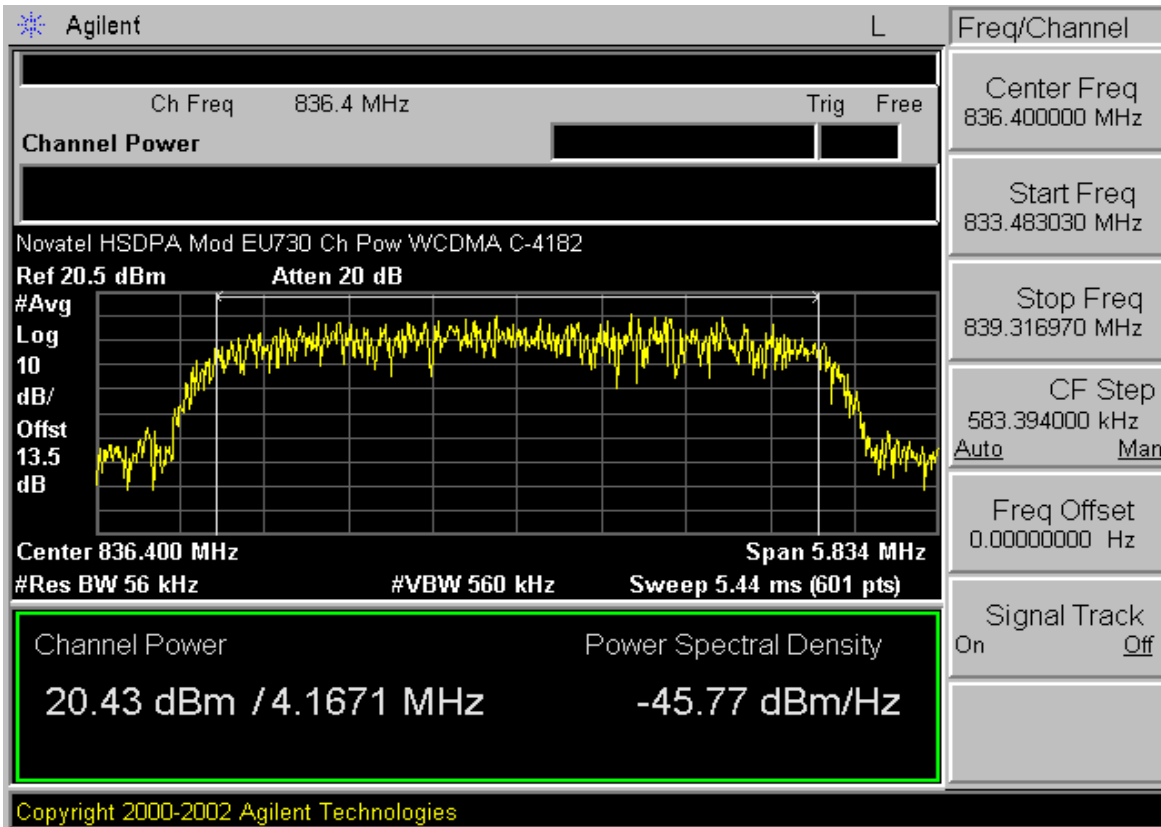 Agilent L
Ch Freq 836.4 MHz Trig Free
Channel Power
Novatel HSDPA Mod EU730 Ch Pow WCDMA C-4182
Ref 20.5 dBm Atten 20 dB
#Avg
Log
10
dB/
Offst
13.5
dB
Center 836.400 MHz Span 5.834 MHz
#Res BW 56 kHz #VBW 560 kHz Sweep 5.44 ms (601 pts)
Channel Power Power Spectral Density
20.43 dBm / 4.1671 MHz -45.77 dBm/Hz
Copyright 2000-2002 Agilent Technologies
Freq/Channel
Center Freq
836.400000 MHz
Start Freq
833.483030 MHz
Stop Freq
839.316970 MHz
CF Step
583.394000 kHz
Auto Man
Freq Offset
0.00000000 Hz
Signal Track
On Off